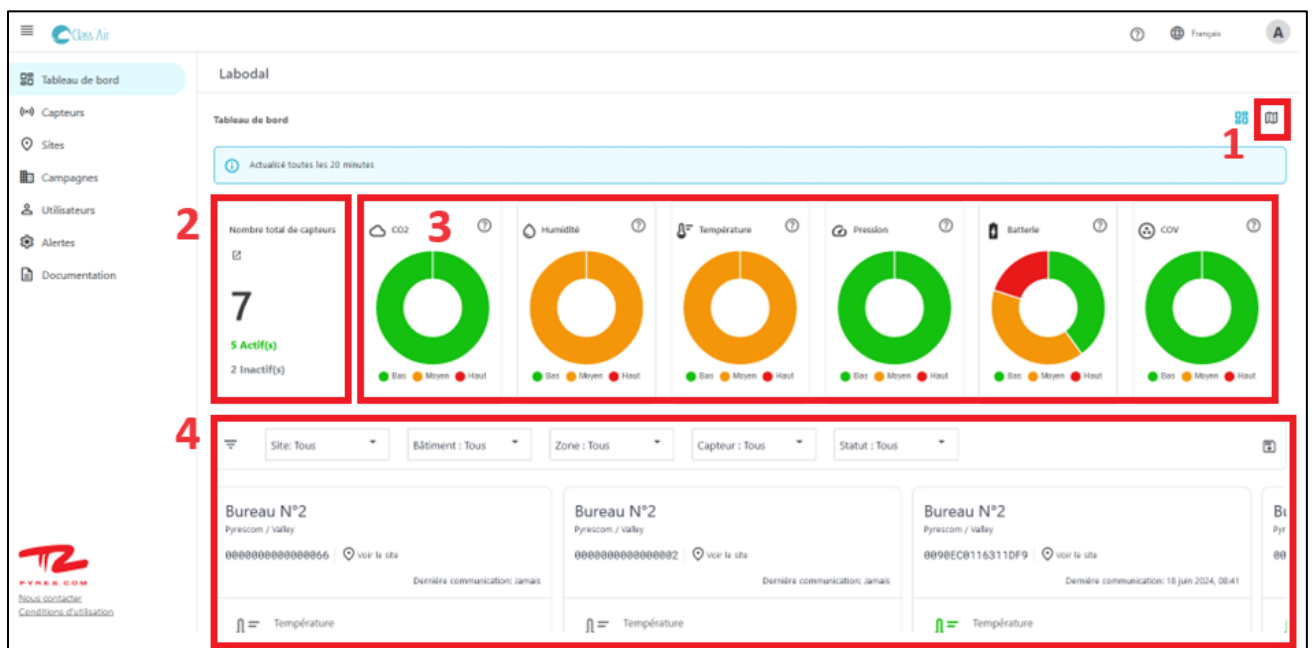 Class'Air
Français
A
Tableau de bord
Capteurs
Sites
Campagnes
Utilisateurs
Alertes
Documentation
Labodal
Tableau de bord
1
Actualisé toutes les 20 minutes
2
Nombre total de capteurs
7
5 Actif(s)
2 Inactif(s)
3
CO2
Bas Moyen Haut
Humidité
Bas Moyen Haut
Température
Bas Moyen Haut
Pression
Bas Moyen Haut
Batterie
Bas Moyen Haut
COV
Bas Moyen Haut
4
Site: Tous
Bâtiment : Tous
Zone : Tous
Capteur : Tous
Statut : Tous
Bureau N°2
Pyrescom / Valley
0000000000000066 Voir le site
Dernière communication: Jamais
Température
Bureau N°2
Pyrescom / Valley
0000000000000002 Voir le site
Dernière communication: Jamais
Température
Bureau N°2
Pyrescom / Valley
0090EC0116311DF9 Voir le site
Dernière communication: 18 juin 2024, 08:41
Température
Bu
Pyr
00
PYRES.COM
Nous contacter
Conditions d'utilisation